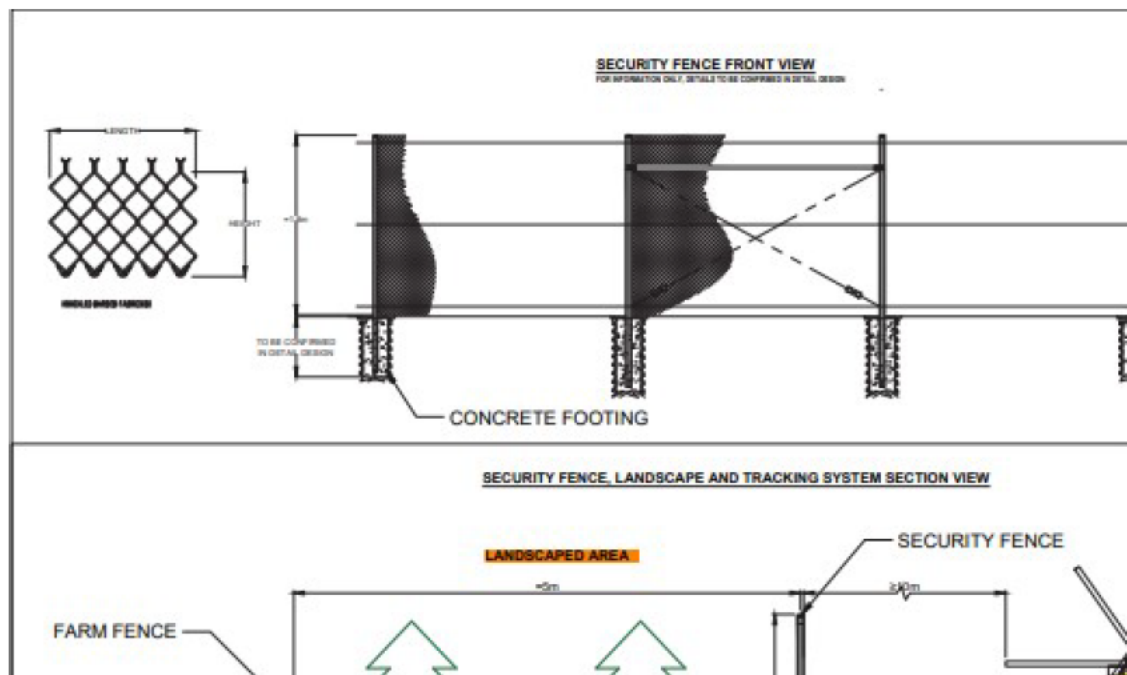 SECURITY FENCE FRONT VIEW
FOR INFORMATION ONLY, DETAILS TO BE CONFIRMED IN DETAIL DESIGN
LENGTH
HEIGHT
TO BE CONFIRMED
IN DETAIL DESIGN
CONCRETE FOOTING
SECURITY FENCE, LANDSCAPE AND TRACKING SYSTEM SECTION VIEW
LANDSCAPED AREA
SECURITY FENCE
≈5m
≥10m
FARM FENCE